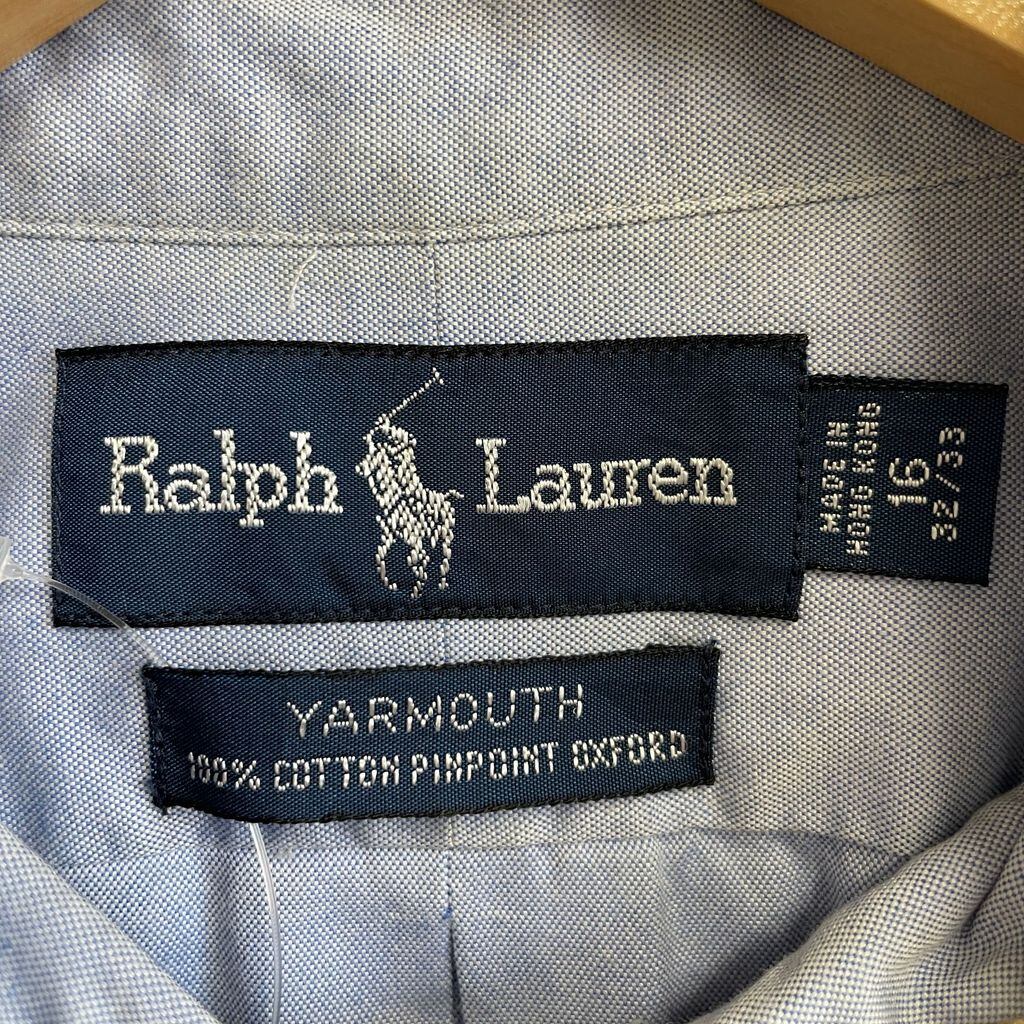 Ralph Lauren
MADE IN
HONG KONG
16
32/33
YARMOUTH
100% COTTON PINPOINT OXFORD